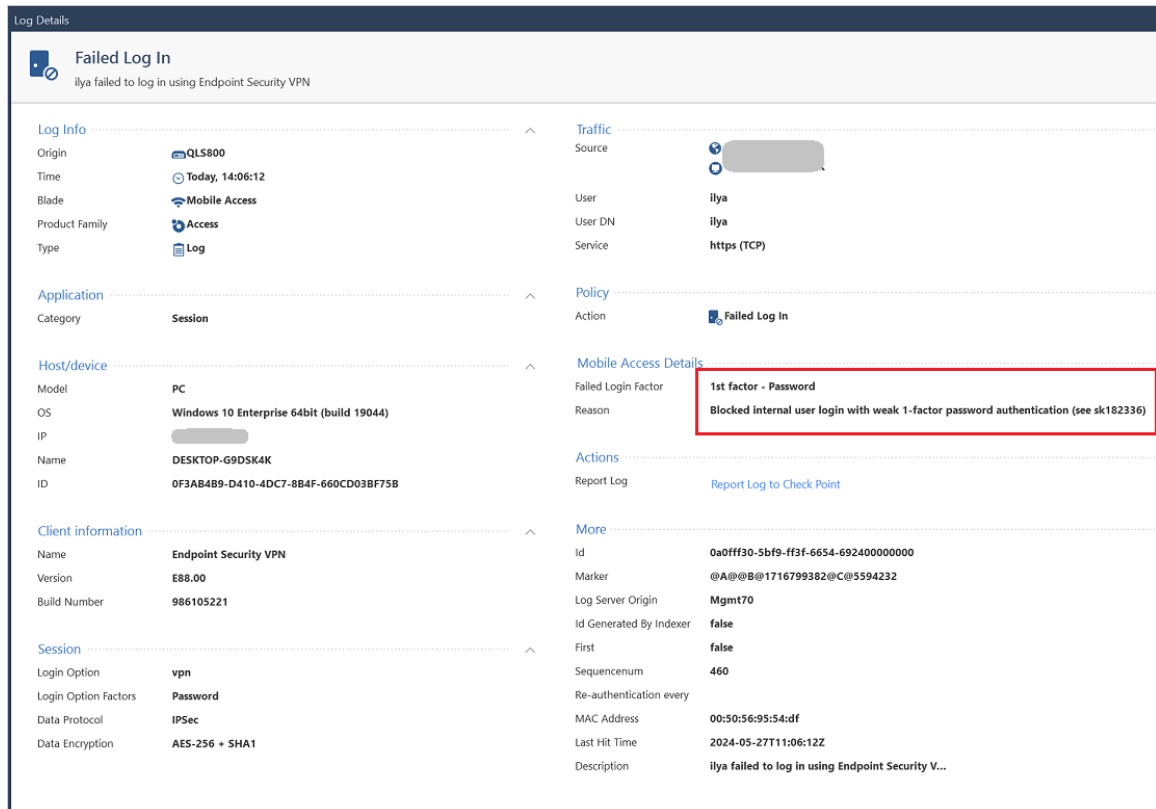 Log Details
Failed Log In
ilya failed to log in using Endpoint Security VPN
Log Info
Origin QLS800
Time Today, 14:06:12
Blade Mobile Access
Product Family Access
Type Log
Application
Category Session
Host/device
Model PC
OS Windows 10 Enterprise 64bit (build 19044)
IP
Name DESKTOP-G9DSK4K
ID 0F3AB4B9-D410-4DC7-8B4F-660CD03BF75B
Client information
Name Endpoint Security VPN
Version E88.00
Build Number 986105221
Session
Login Option vpn
Login Option Factors Password
Data Protocol IPSec
Data Encryption AES-256 + SHA1
Traffic
Source
User ilya
User DN ilya
Service https (TCP)
Policy
Action Failed Log In
Mobile Access Details
Failed Login Factor 1st factor - Password
Reason Blocked internal user login with weak 1-factor password authentication (see sk182336)
Actions
Report Log Report Log to Check Point
More
Id 0a0fff30-5bf9-ff3f-6654-692400000000
Marker @A@@B@1716799382@C@5594232
Log Server Origin Mgmt70
Id Generated By Indexer false
First false
Sequencenum 460
Re-authentication every
MAC Address 00:50:56:95:54:df
Last Hit Time 2024-05-27T11:06:12Z
Description ilya failed to log in using Endpoint Security V...